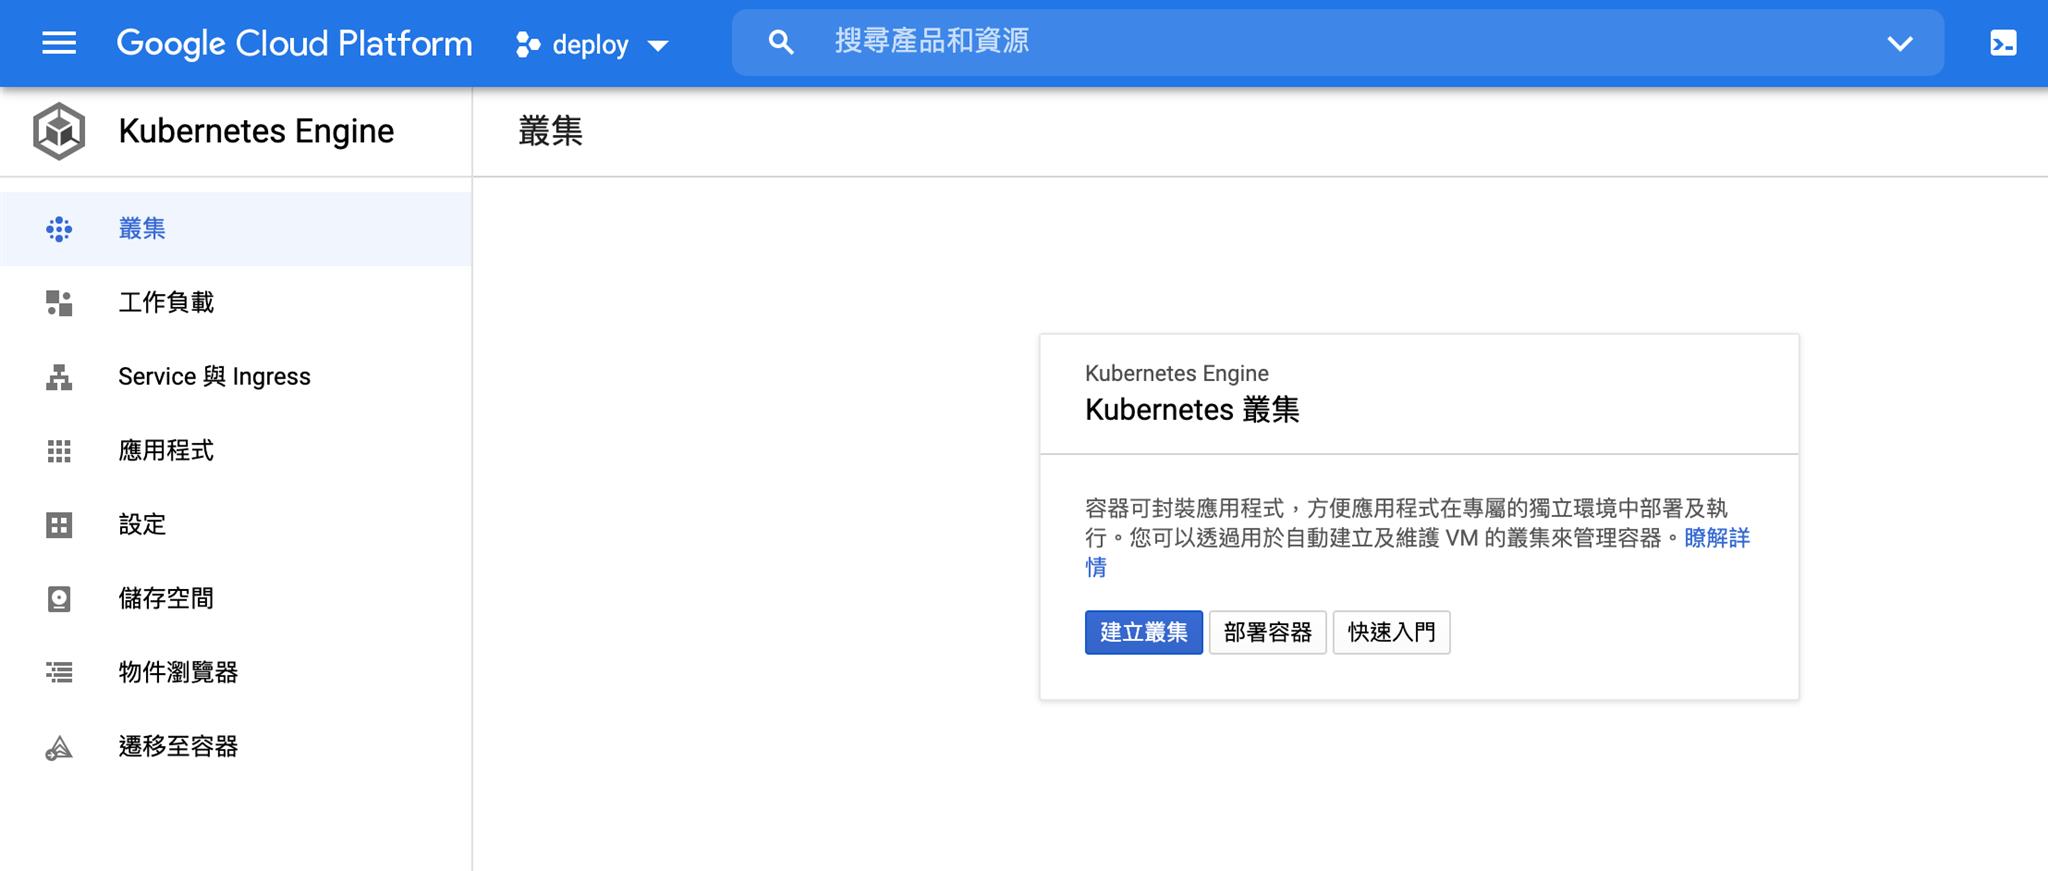 Google Cloud Platform
deploy
搜尋產品和資源
Kubernetes Engine
叢集
叢集
工作負載
Service 與 Ingress
應用程式
設定
儲存空間
物件瀏覽器
遷移至容器
Kubernetes Engine
Kubernetes 叢集
容器可封裝應用程式，方便應用程式在專屬的獨立環境中部署及執
行。您可以透過用於自動建立及維護 VM 的叢集來管理容器。瞭解詳
情
建立叢集 部署容器 快速入門